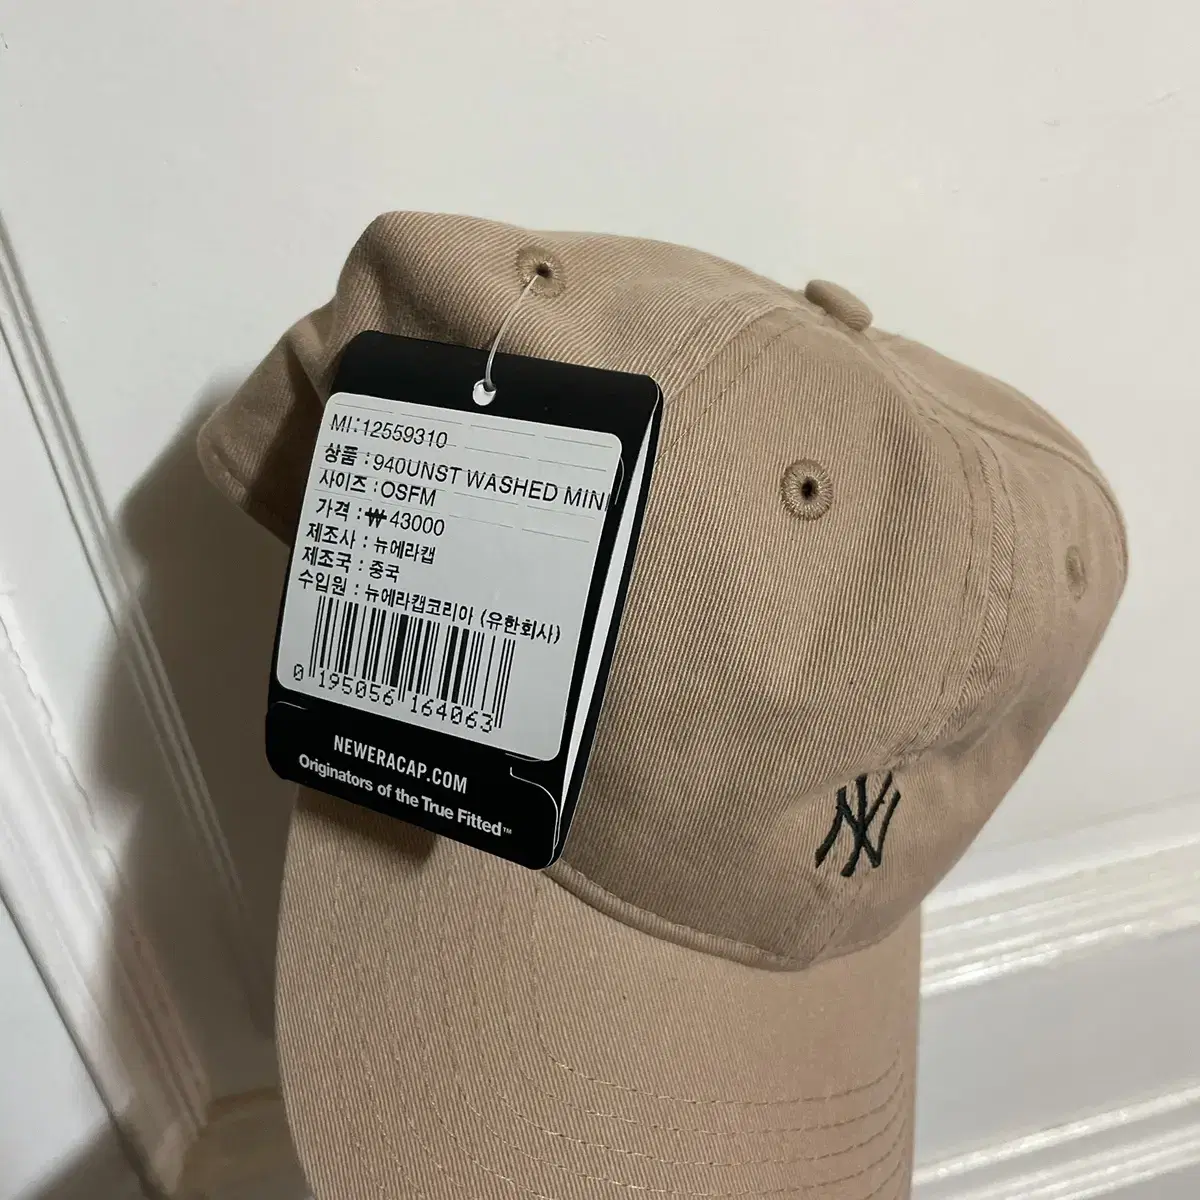 MI:12559310
상품 :940UNST WASHED MINI
사이즈 :OSFM
가격 :₩43000
제조사 : 뉴에라캡
제조국 : 중국
수입원 : 뉴에라캡코리아 (유한회사)
0 195056 164063
NEWERACAP.COM
Originators of the True Fitted™
NY